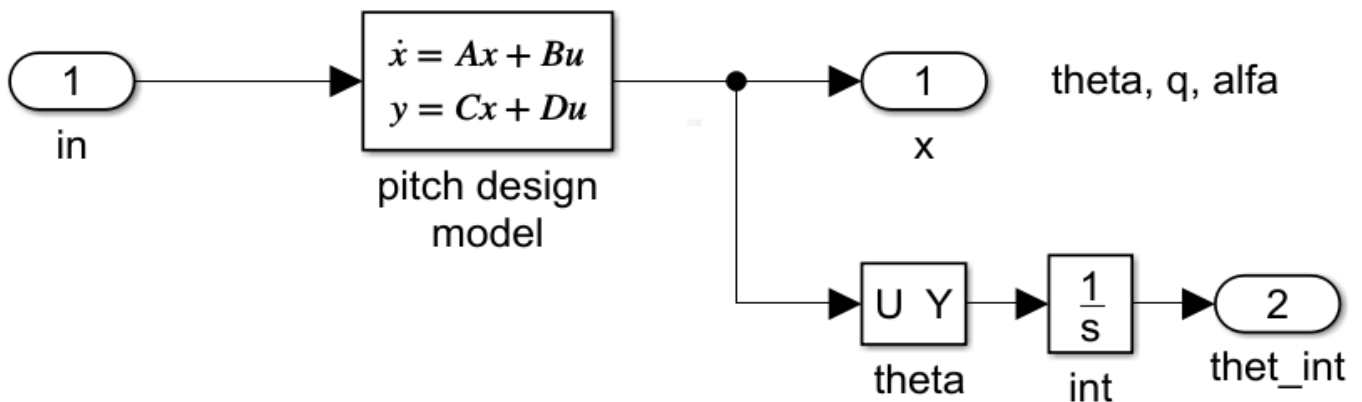 1
in
ẋ = Ax + Bu
y = Cx + Du
pitch design
model
1
x
theta, q, alfa
U Y
theta
1
s
int
2
thet_int